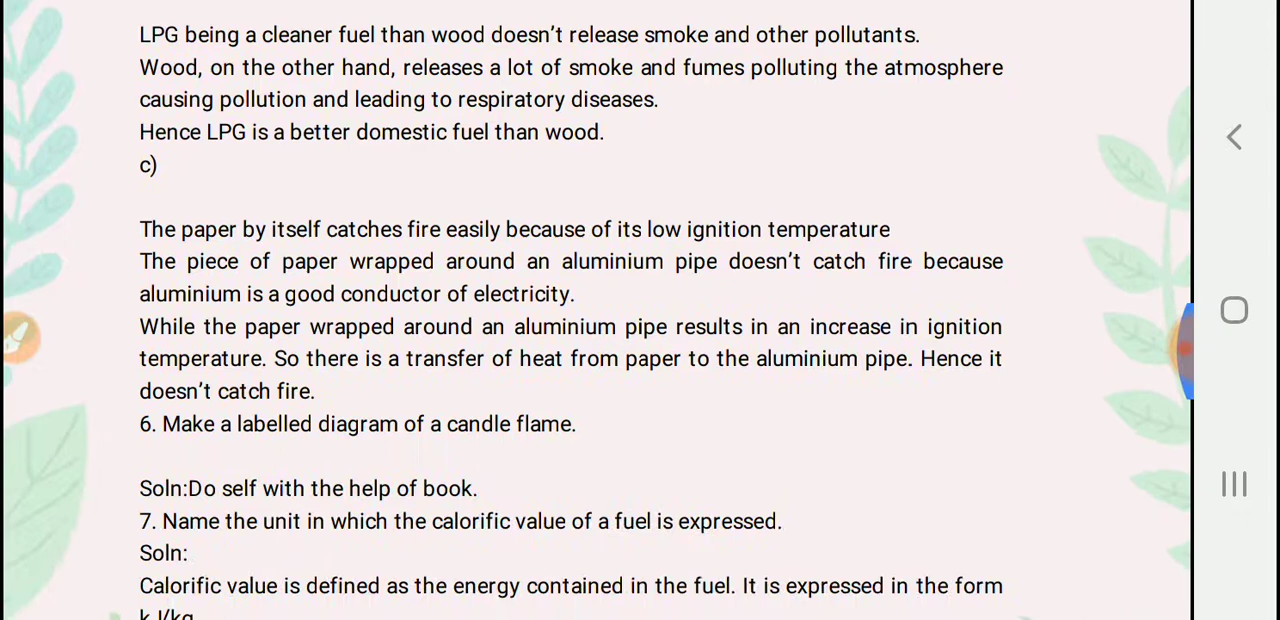 LPG being a cleaner fuel than wood doesn't release smoke and other pollutants.
Wood, on the other hand, releases a lot of smoke and fumes polluting the atmosphere
causing pollution and leading to respiratory diseases.
Hence LPG is a better domestic fuel than wood.
c)
The paper by itself catches fire easily because of its low ignition temperature
The piece of paper wrapped around an aluminium pipe doesn't catch fire because
aluminium is a good conductor of electricity.
While the paper wrapped around an aluminium pipe results in an increase in ignition
temperature. So there is a transfer of heat from paper to the aluminium pipe. Hence it
doesn't catch fire.
6. Make a labelled diagram of a candle flame.
Soln:Do self with the help of book.
7. Name the unit in which the calorific value of a fuel is expressed.
Soln:
Calorific value is defined as the energy contained in the fuel. It is expressed in the form
kJ/kg